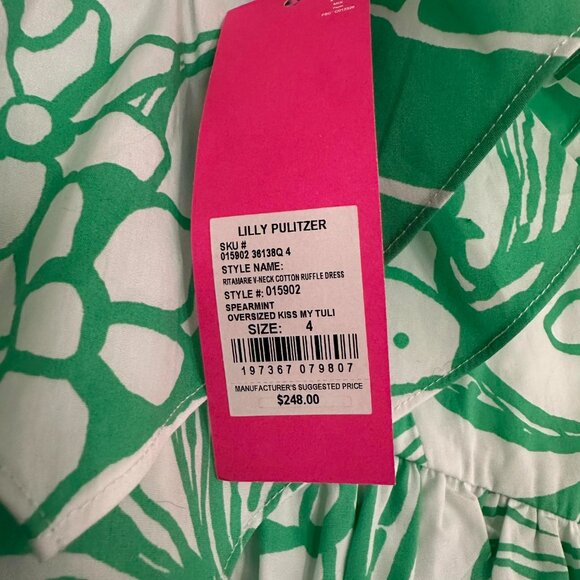 LILLY PULITZER
SKU #
015902 36138Q 4
STYLE NAME:
RITAMARIE V-NECK COTTON RUFFLE DRESS
STYLE #: 015902
SPEARMINT
OVERSIZED KISS MY TULI
SIZE: 4
197367 079807
MANUFACTURER'S SUGGESTED PRICE
$248.00